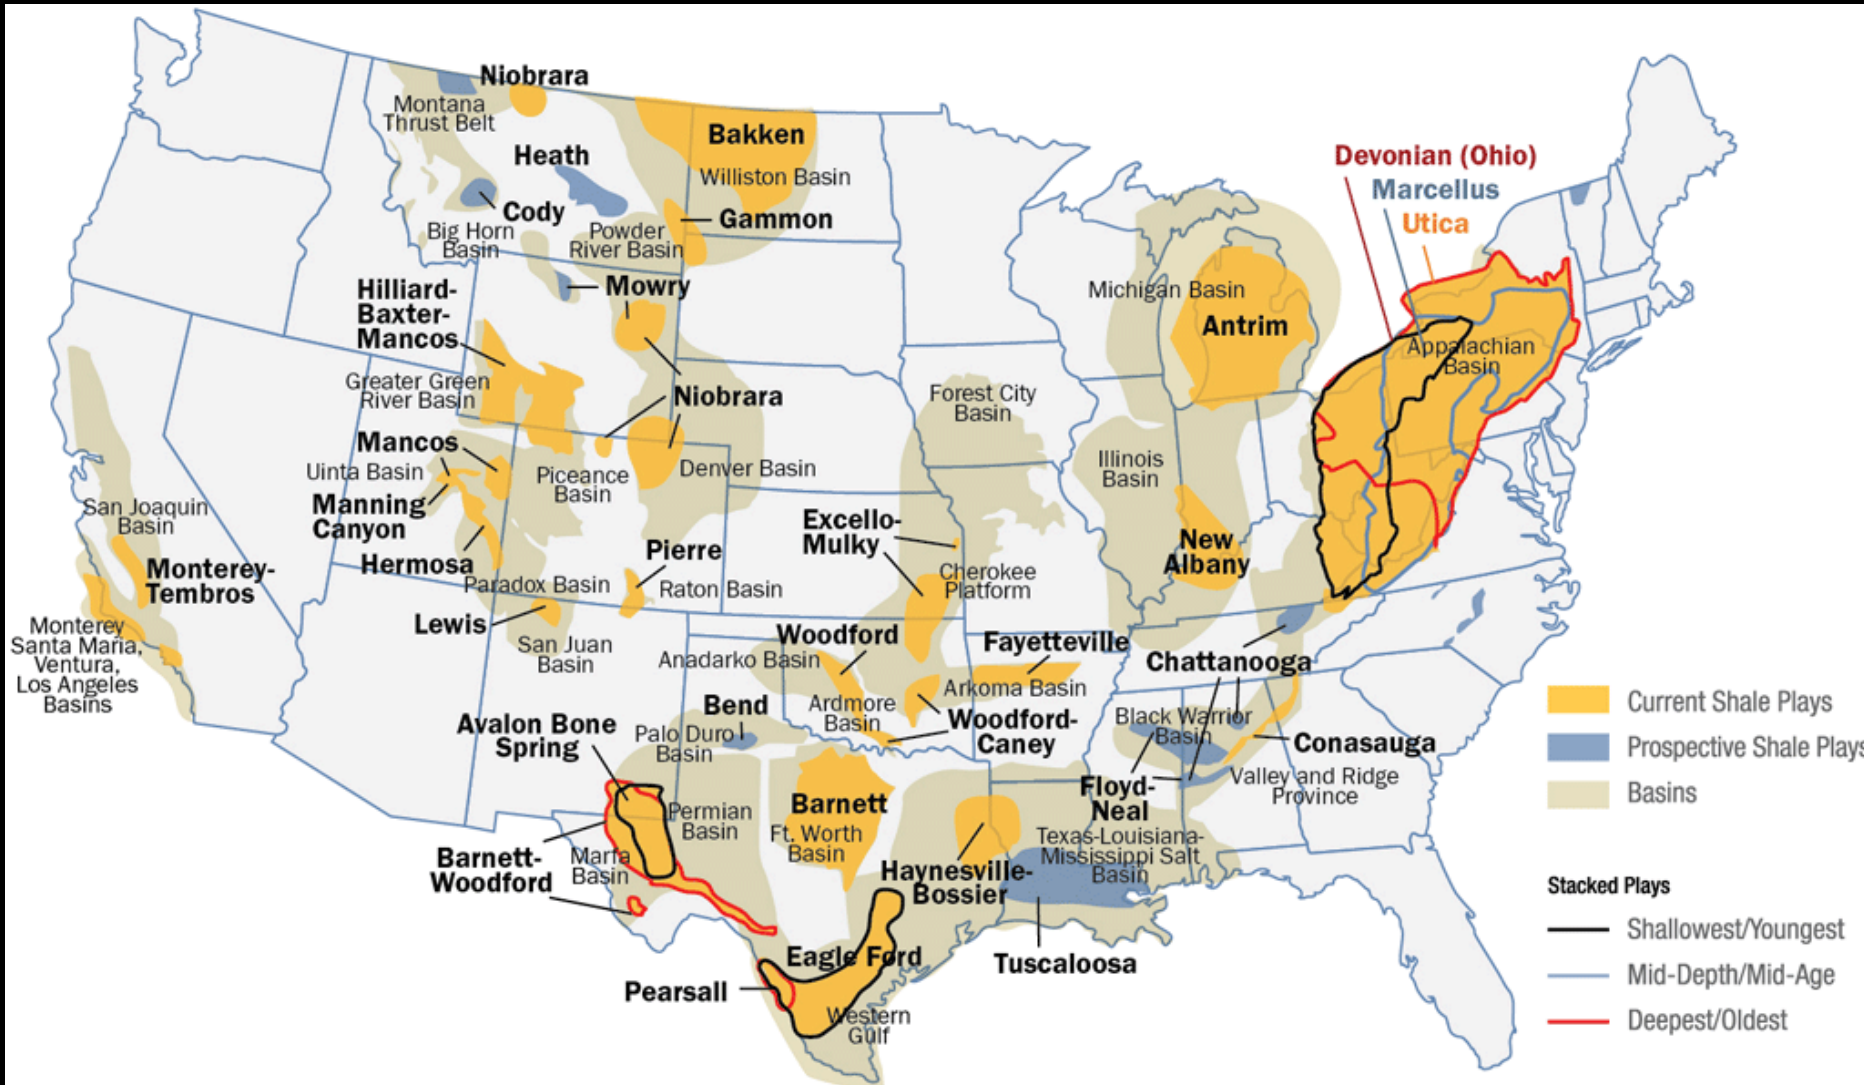 Niobrara
Montana
Thrust Belt
Heath
Bakken
Williston Basin
Cody
Gammon
Big Horn
Basin
Powder
River Basin
Devonian (Ohio)
Marcellus
Utica
Hilliard-
Baxter-
Mancos
Mowry
Michigan Basin
Antrim
Appalachian
Basin
Greater Green
River Basin
Niobrara
Forest City
Basin
Mancos
Uinta Basin
Piceance
Basin
Denver Basin
Illinois
Basin
San Joaquin
Basin
Manning
Canyon
Excello-
Mulky
New
Albany
Hermosa
Pierre
Monterey-
Tembros
Paradox Basin
Raton Basin
Cherokee
Platform
Lewis
San Juan
Basin
Monterey
Santa Maria,
Ventura,
Los Angeles
Basins
Woodford
Anadarko Basin
Fayetteville
Arkoma Basin
Chattanooga
Ardmore
Basin
Bend
Woodford-
Caney
Avalon Bone
Spring
Palo Duro
Basin
Black Warrior
Basin
Conasauga
Valley and Ridge
Province
Floyd-
Neal
Barnett
Ft. Worth
Basin
Permian
Basin
Texas-Louisiana-
Mississippi Salt
Basin
Barnett-
Woodford
Marfa
Basin
Haynesville-
Bossier
Eagle Ford
Tuscaloosa
Pearsall
Western
Gulf
Current Shale Plays
Prospective Shale Plays
Basins
Stacked Plays
Shallowest/Youngest
Mid-Depth/Mid-Age
Deepest/Oldest